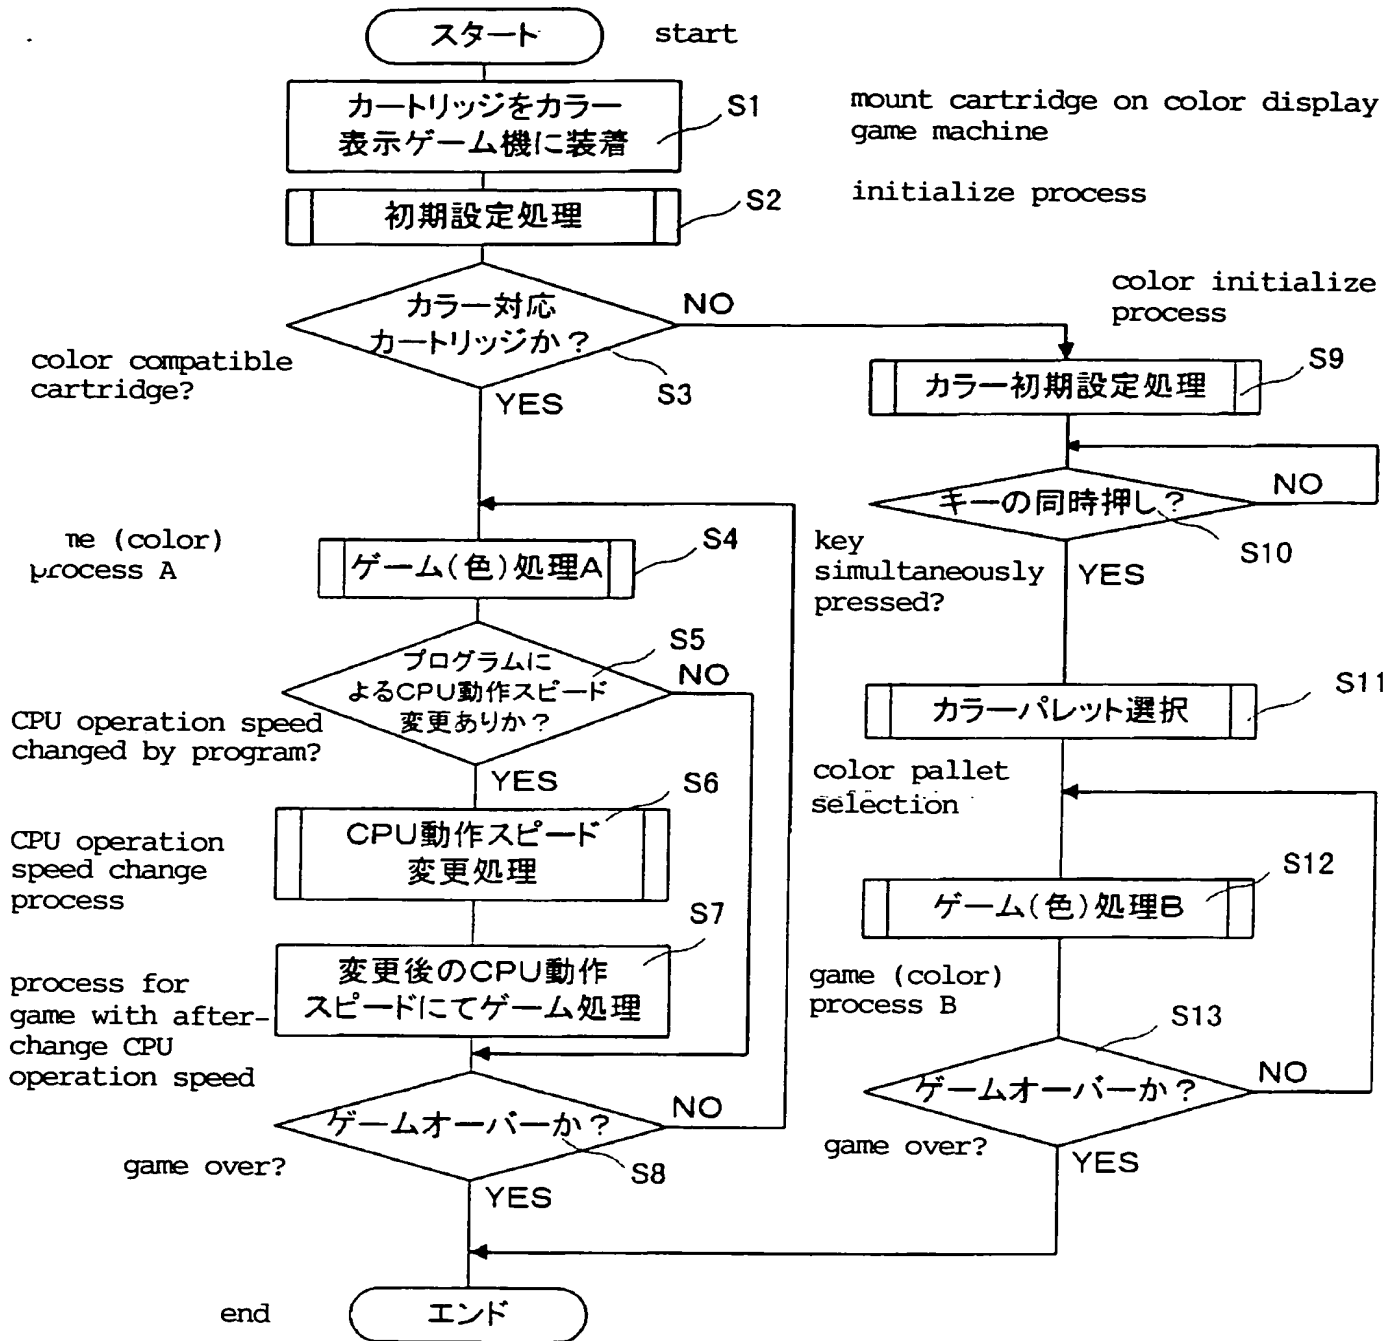 スタート
start
カートリッジをカラー
表示ゲーム機に装着
S1
mount cartridge on color display
game machine
初期設定処理
S2
initialize process
カラー対応
カートリッジか？
S3
NO
YES
color compatible
cartridge?
color initialize
process
カラー初期設定処理
S9
キーの同時押し？
NO
S10
YES
key
simultaneously
pressed?
(color)
process A
ゲーム(色)処理A
S4
プログラムに
よるCPU動作スピード
変更ありか？
S5
NO
YES
CPU operation speed
changed by program?
カラーパレット選択
S11
color pallet
selection
CPU動作スピード
変更処理
S6
CPU operation
speed change
process
ゲーム(色)処理B
S12
game (color)
process B
変更後のCPU動作
スピードにてゲーム処理
S7
process for
game with after-
change CPU
operation speed
ゲームオーバーか？
S13
NO
YES
game over?
ゲームオーバーか？
NO
S8
YES
game over?
end
エンド